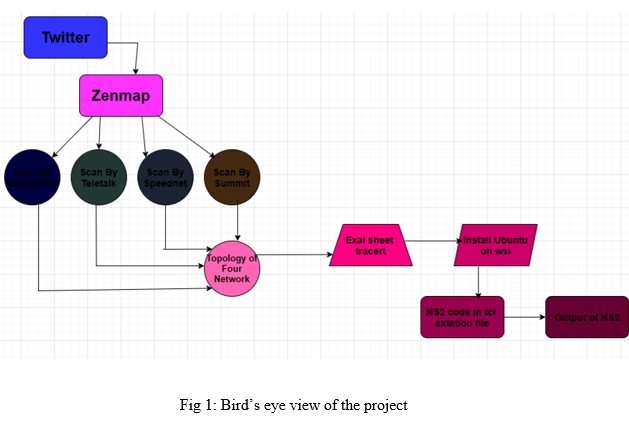 Twitter
Zenmap
Scan By
Scan By
Teletalk
Scan By
Speednet
Scan By
Summit
Topology of
Four
Network
Exal sheet
tracert
Install Ubuntu
on wsl
NS2 code in tcl
extetion file
Output of NS2
Fig 1: Bird's eye view of the project